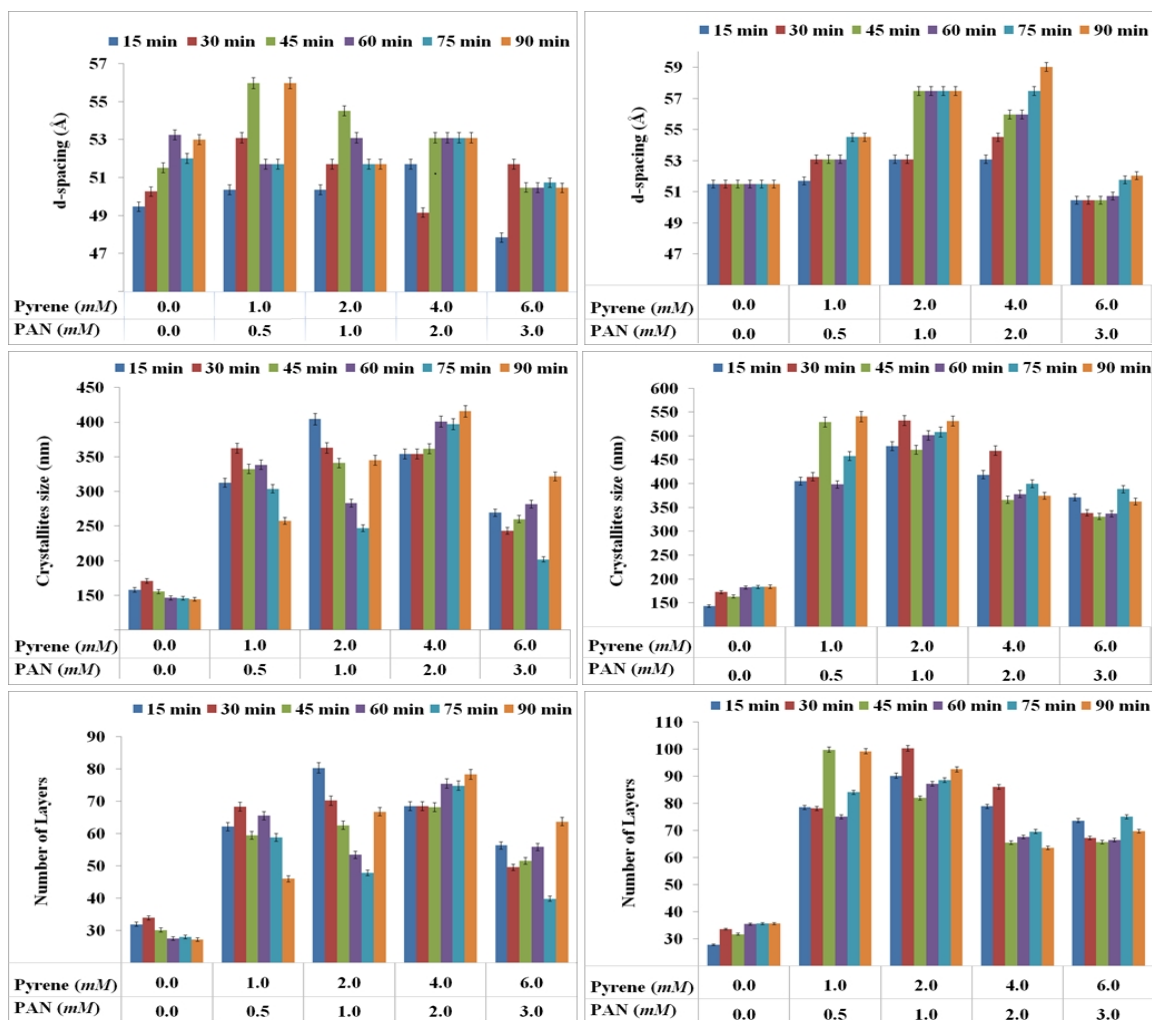 15 min 30 min 45 min 60 min 75 min 90 min
57
55
53
51
49
47
d-spacing (Å)
Pyrene (mM) 0.0 1.0 2.0 4.0 6.0
PAN (mM) 0.0 0.5 1.0 2.0 3.0
15 min 30 min 45 min 60 min 75 min 90 min
59
57
55
53
51
49
47
d-spacing (Å)
Pyrene (mM) 0.0 1.0 2.0 4.0 6.0
PAN (mM) 0.0 0.5 1.0 2.0 3.0
15 min 30 min 45 min 60 min 75 min 90 min
450
400
350
300
250
200
150
Crystallites size (nm)
Pyrene (mM) 0.0 1.0 2.0 4.0 6.0
PAN (mM) 0.0 0.5 1.0 2.0 3.0
15 min 30 min 45 min 60 min 75 min 90 min
600
550
500
450
400
350
300
250
200
150
Crystallites size (nm)
Pyrene (mM) 0.0 1.0 2.0 4.0 6.0
PAN (mM) 0.0 0.5 1.0 2.0 3.0
15 min 30 min 45 min 60 min 75 min 90 min
90
80
70
60
50
40
30
Number of Layers
Pyrene (mM) 0.0 1.0 2.0 4.0 6.0
PAN (mM) 0.0 0.5 1.0 2.0 3.0
15 min 30 min 45 min 60 min 75 min 90 min
110
100
90
80
70
60
50
40
30
Number of Layers
Pyrene (mM) 0.0 1.0 2.0 4.0 6.0
PAN (mM) 0.0 0.5 1.0 2.0 3.0